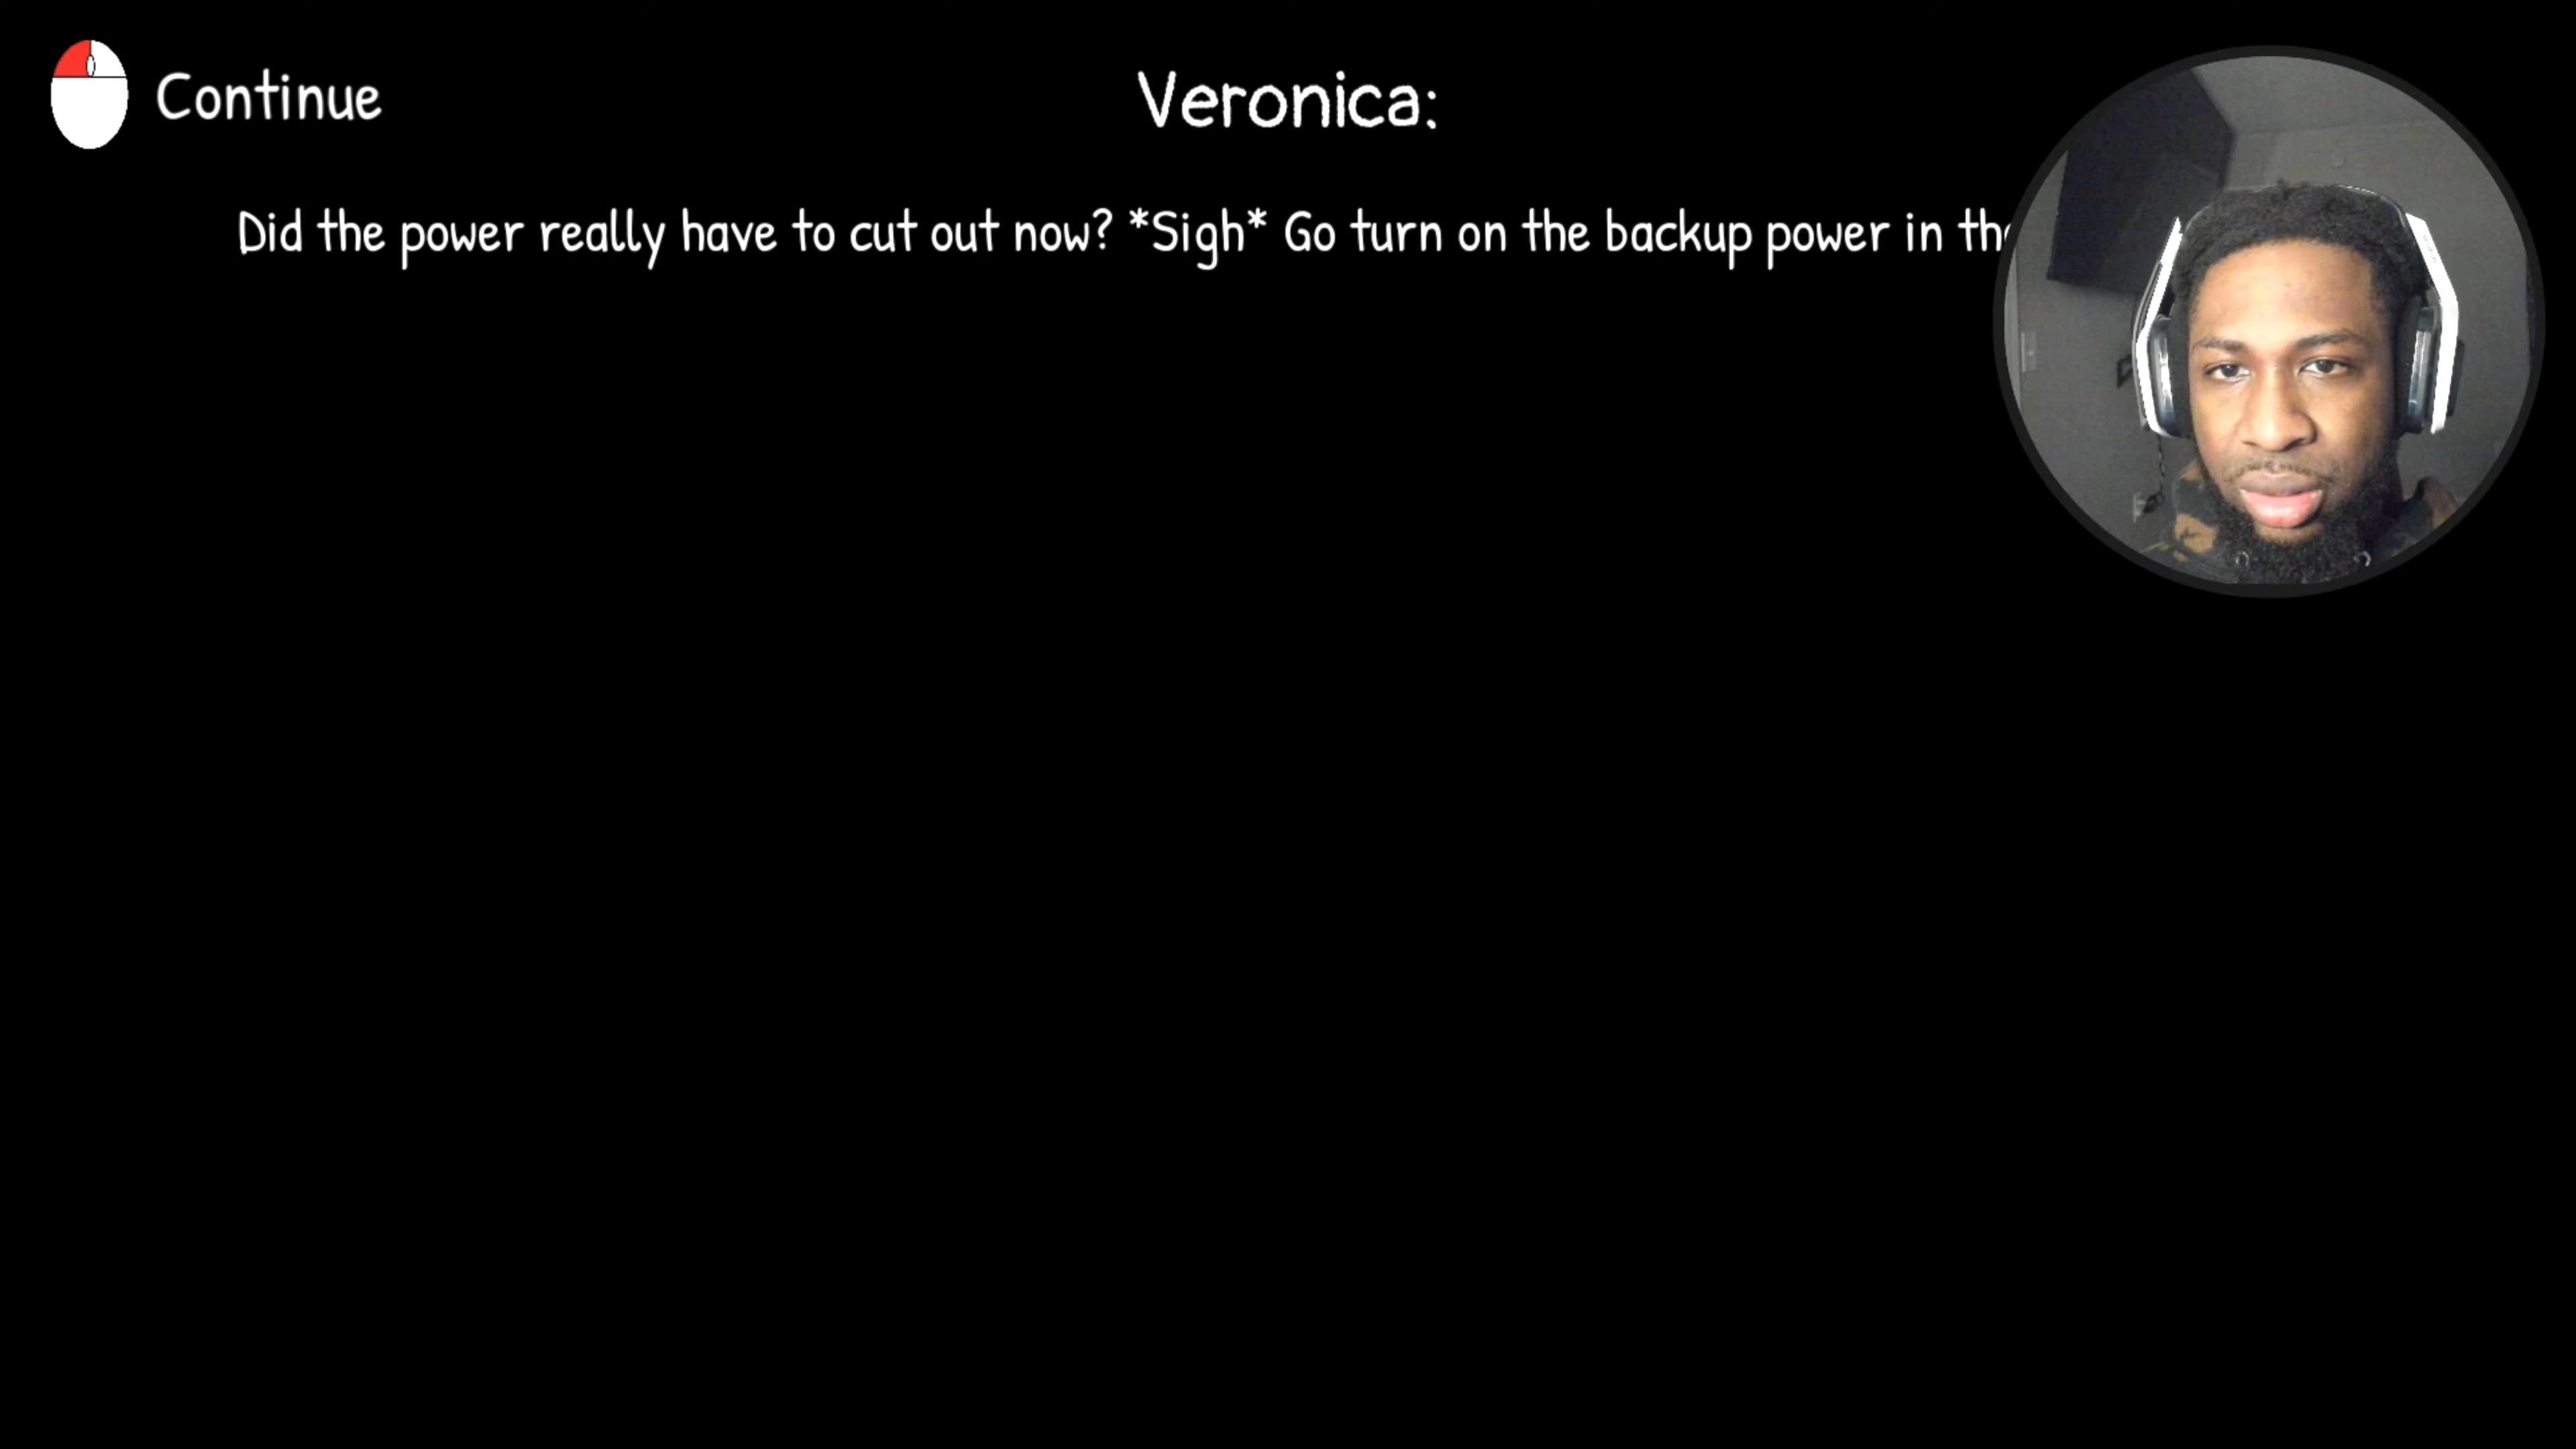 Continue
Veronica:
Did the power really have to cut out now? *Sigh* Go turn on the backup power in the